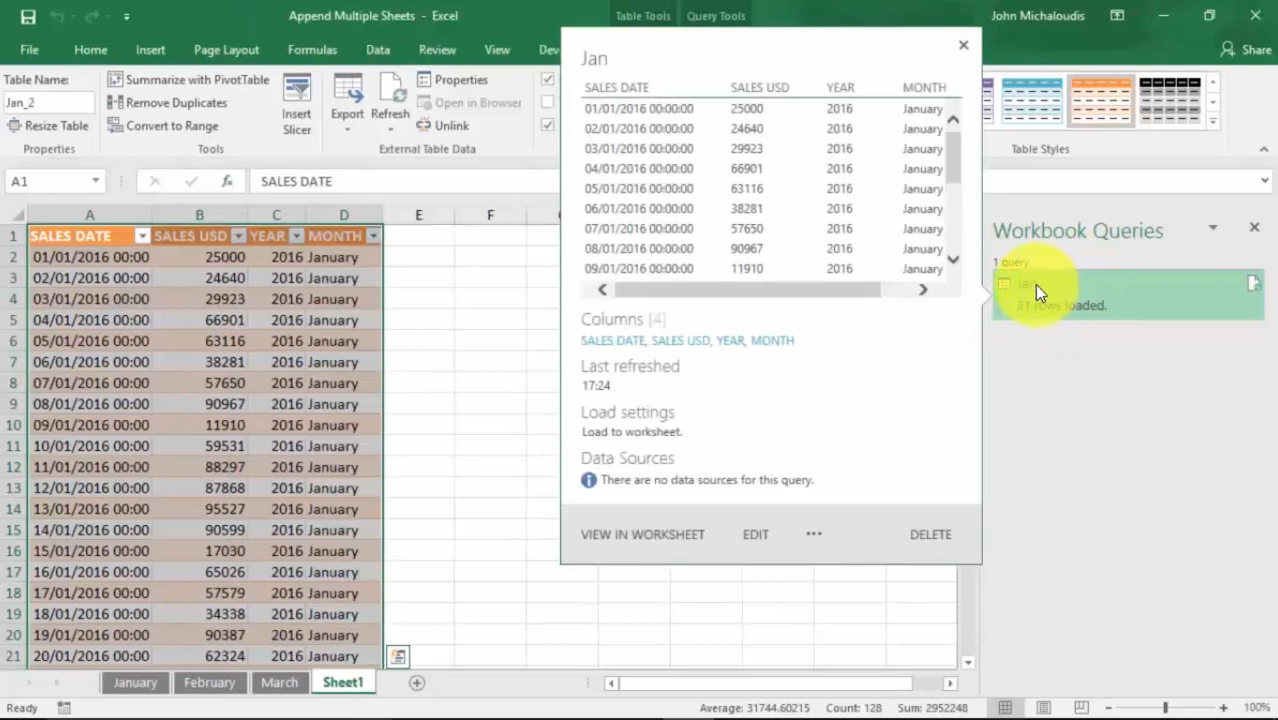 Append Multiple Sheets - Excel
Table Tools
Query Tools
John Michaloudis
File
Home
Insert
Page Layout
Formulas
Data
Review
View
Dev
Share
Table Name:
Jan_2
Resize Table
Properties
Summarize with PivotTable
Remove Duplicates
Convert to Range
Tools
Insert
Slicer
Export
Refresh
Properties
Open in Browser
Unlink
External Table Data
Table Styles
A1
fx
SALES DATE
A B C D E F
1 SALES DATE SALES USD YEAR MONTH
2 01/01/2016 00:00 25000 2016 January
3 02/01/2016 00:00 24640 2016 January
4 03/01/2016 00:00 29923 2016 January
5 04/01/2016 00:00 66901 2016 January
6 05/01/2016 00:00 63116 2016 January
7 06/01/2016 00:00 38281 2016 January
8 07/01/2016 00:00 57650 2016 January
9 08/01/2016 00:00 90967 2016 January
10 09/01/2016 00:00 11910 2016 January
11 10/01/2016 00:00 59531 2016 January
12 11/01/2016 00:00 88297 2016 January
13 12/01/2016 00:00 87868 2016 January
14 13/01/2016 00:00 95527 2016 January
15 14/01/2016 00:00 90599 2016 January
16 15/01/2016 00:00 17030 2016 January
17 16/01/2016 00:00 65026 2016 January
18 17/01/2016 00:00 57579 2016 January
19 18/01/2016 00:00 34338 2016 January
20 19/01/2016 00:00 90387 2016 January
21 20/01/2016 00:00 62324 2016 January
Jan
SALES DATE SALES USD YEAR MONTH
01/01/2016 00:00:00 25000 2016 January
02/01/2016 00:00:00 24640 2016 January
03/01/2016 00:00:00 29923 2016 January
04/01/2016 00:00:00 66901 2016 January
05/01/2016 00:00:00 63116 2016 January
06/01/2016 00:00:00 38281 2016 January
07/01/2016 00:00:00 57650 2016 January
08/01/2016 00:00:00 90967 2016 January
09/01/2016 00:00:00 11910 2016 January
Columns [4]
SALES DATE, SALES USD, YEAR, MONTH
Last refreshed
17:24
Load settings
Load to worksheet.
Data Sources
There are no data sources for this query.
VIEW IN WORKSHEET
EDIT
...
DELETE
Workbook Queries
1 query
Jan
31 rows loaded.
January
February
March
Sheet1
Ready
Average: 31744.60215
Count: 128
Sum: 2952248
100%